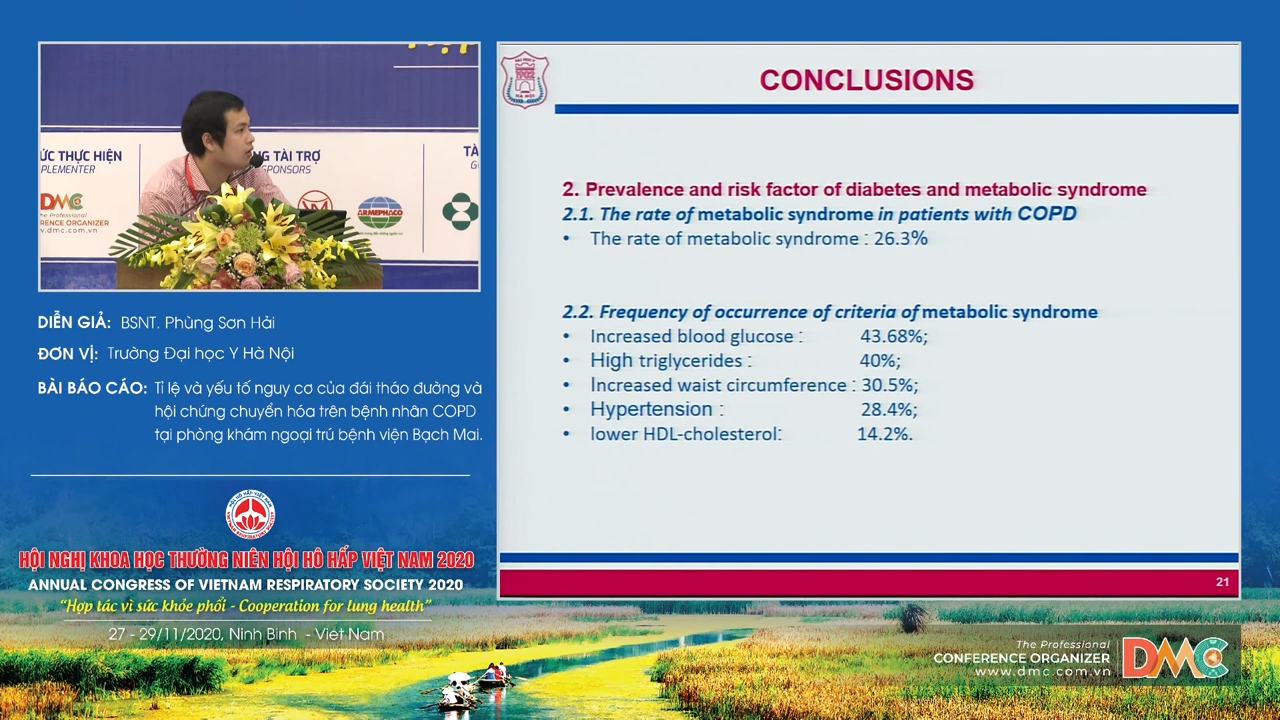 ỨC THỰC HIỆN
PLEMENTER
NG TÀI TRỢ
SPONSORS
TÀ
DMC
he Professional
ERENCE ORGANIZER
w.dmc.com.vn
ARMEPHACO
DIỄN GIẢ: BSNT. Phùng Sơn Hải
ĐƠN VỊ: Trường Đại học Y Hà Nội
BÀI BÁO CÁO: Tỉ lệ và yếu tố nguy cơ của đái tháo đường và
hội chứng chuyển hóa trên bệnh nhân COPD
tại phòng khám ngoại trú bệnh viện Bạch Mai.
HỘI NGHỊ KHOA HỌC THƯỜNG NIÊN HỘI HÔ HẤP VIỆT NAM 2020
ANNUAL CONGRESS OF VIETNAM RESPIRATORY SOCIETY 2020
“Hợp tác vì sức khỏe phổi - Cooperation for lung health”
27 - 29/11/2020, Ninh Binh - Viet Nam
CONCLUSIONS
2. Prevalence and risk factor of diabetes and metabolic syndrome
2.1. The rate of metabolic syndrome in patients with COPD
• The rate of metabolic syndrome : 26.3%
2.2. Frequency of occurrence of criteria of metabolic syndrome
• Increased blood glucose : 43.68%;
• High triglycerides : 40%;
• Increased waist circumference : 30.5%;
• Hypertension : 28.4%;
• lower HDL-cholesterol: 14.2%.
21
The Professional
CONFERENCE ORGANIZER
www.dmc.com.vn
DMC